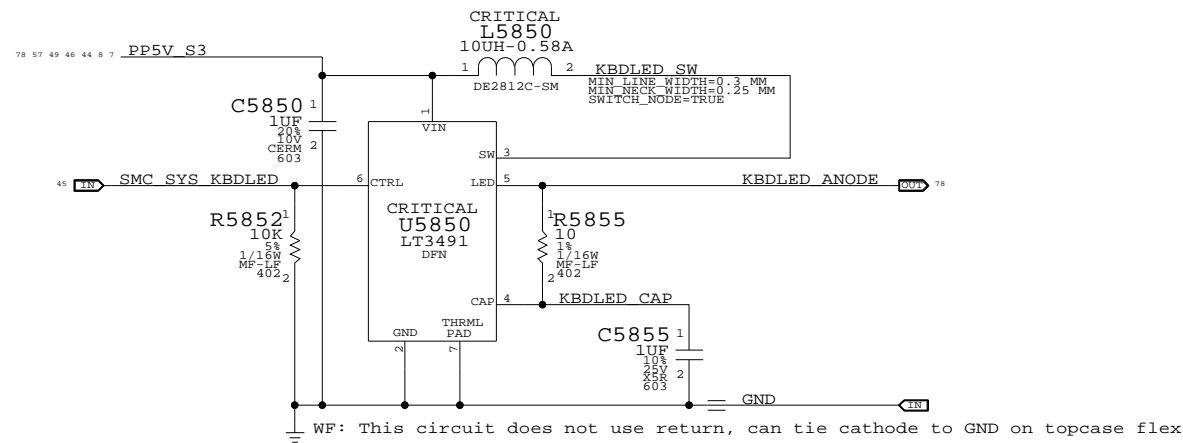 CRITICAL
L5850
10UH-0.58A
78 57 49 46 44 8 7 PP5V_S3
1 2 KBDLED_SW
DE2812C-SM
MIN_LINE_WIDTH=0.3 MM
MIN_NECK_WIDTH=0.25 MM
SWITCH_NODE=TRUE
C5850 1
1UF
20%
10V
CERM 2
603
1
VIN
SW 3
45 IN SMC_SYS_KBDLED 6 CTRL
LED 5 KBDLED_ANODE OUT 78
CRITICAL
U5850
LT3491
DFN
R5852 1
10K
5%
1/16W
MF-LF
402 2
1 R5855
10
1%
1/16W
MF-LF
2 402
CAP 4 KBDLED_CAP
GND THRML
PAD
2 7
C5855 1
1UF
10%
25V
X5R 2
603
GND IN
WF: This circuit does not use return, can tie cathode to GND on topcase flex